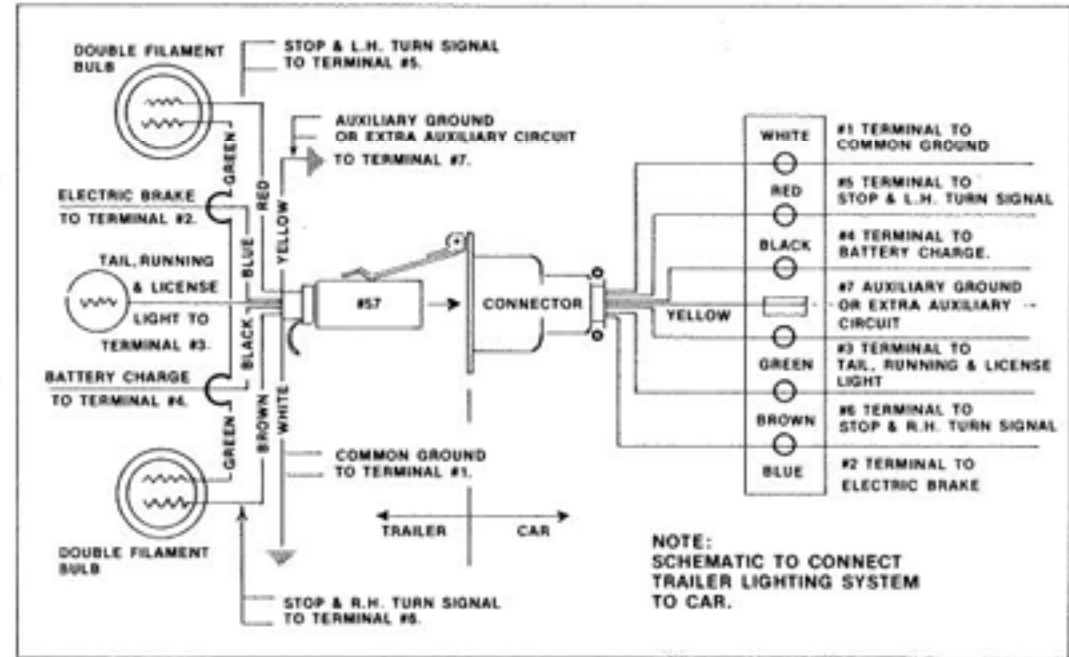 DOUBLE FILAMENT
BULB
STOP & L.H. TURN SIGNAL
TO TERMINAL #5.
AUXILIARY GROUND
OR EXTRA AUXILIARY CIRCUIT
TO TERMINAL #7.
GREEN
RED
YELLOW
ELECTRIC BRAKE
TO TERMINAL #2.
BLUE
TAIL, RUNNING
& LICENSE
LIGHT TO
TERMINAL #3.
BLACK
BATTERY CHARGE
TO TERMINAL #4.
GREEN
BROWN
WHITE
COMMON GROUND
TO TERMINAL #1.
DOUBLE FILAMENT
BULB
STOP & R.H. TURN SIGNAL
TO TERMINAL #6.
#57
CONNECTOR
TRAILER
CAR
YELLOW
WHITE
#1 TERMINAL TO
COMMON GROUND
RED
#5 TERMINAL TO
STOP & L.H. TURN SIGNAL
BLACK
#4 TERMINAL TO
BATTERY CHARGE.
#7 AUXILIARY GROUND
OR EXTRA AUXILIARY
CIRCUIT
GREEN
#3 TERMINAL TO
TAIL, RUNNING & LICENSE
LIGHT
BROWN
#6 TERMINAL TO
STOP & R.H. TURN SIGNAL
BLUE
#2 TERMINAL TO
ELECTRIC BRAKE
NOTE:
SCHEMATIC TO CONNECT
TRAILER LIGHTING SYSTEM
TO CAR.